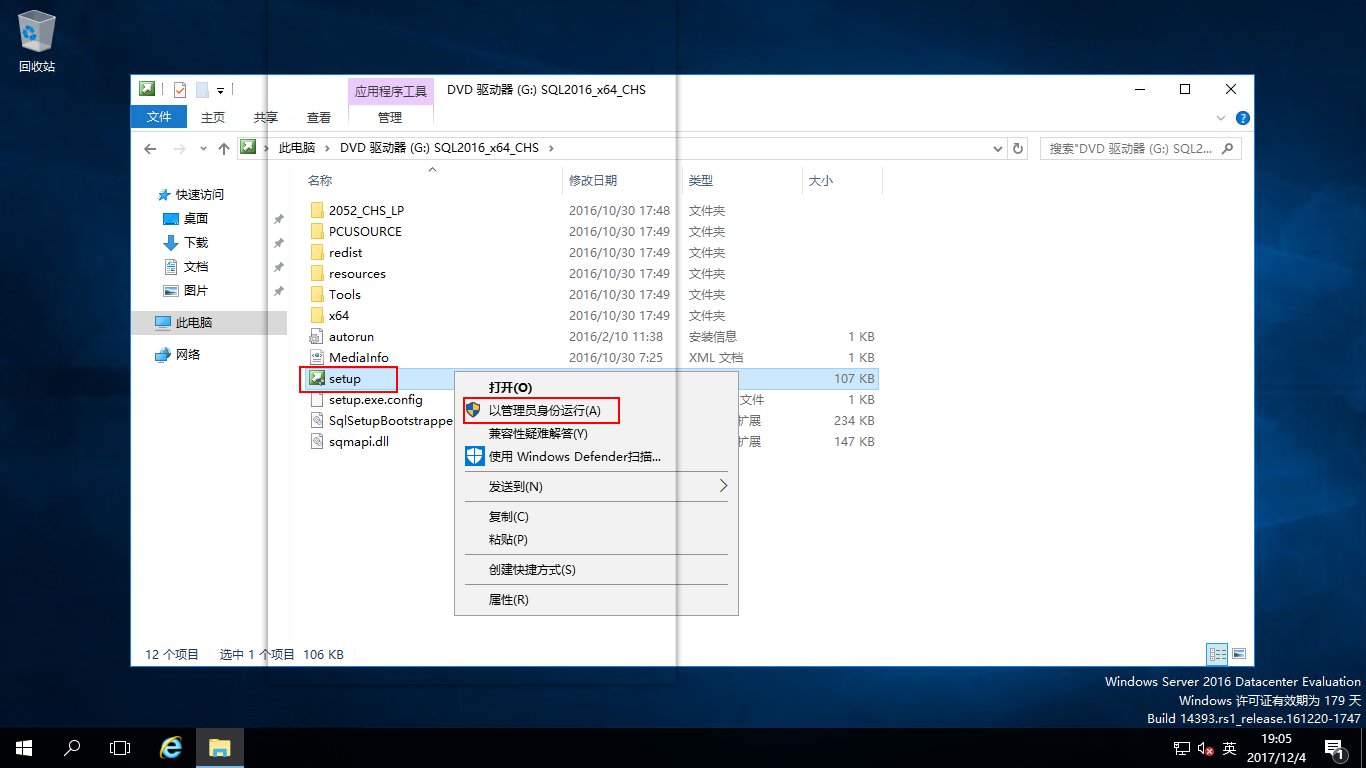 回收站
应用程序工具
DVD 驱动器 (G:) SQL2016_x64_CHS
文件
主页
共享
查看
管理
此电脑
DVD 驱动器 (G:) SQL2016_x64_CHS
搜索"DVD 驱动器 (G:) SQL2...
名称
修改日期
类型
大小
快速访问
桌面
下载
文档
图片
此电脑
网络
2052_CHS_LP 2016/10/30 17:48 文件夹
PCUSOURCE 2016/10/30 17:49 文件夹
redist 2016/10/30 17:49 文件夹
resources 2016/10/30 17:49 文件夹
Tools 2016/10/30 17:49 文件夹
x64 2016/10/30 17:49 文件夹
autorun 2016/2/10 11:38 安装信息 1 KB
MediaInfo 2016/10/30 7:25 XML 文档 1 KB
setup 107 KB
setup.exe.config 文件 1 KB
SqlSetupBootstrappe 扩展 234 KB
sqmapi.dll 扩展 147 KB
打开(O)
以管理员身份运行(A)
兼容性疑难解答(Y)
使用 Windows Defender扫描...
发送到(N)
复制(C)
粘贴(P)
创建快捷方式(S)
属性(R)
12 个项目 选中 1 个项目 106 KB
Windows Server 2016 Datacenter Evaluation
Windows 许可证有效期为 179 天
Build 14393.rs1_release.161220-1747
英
19:05
2017/12/4
1